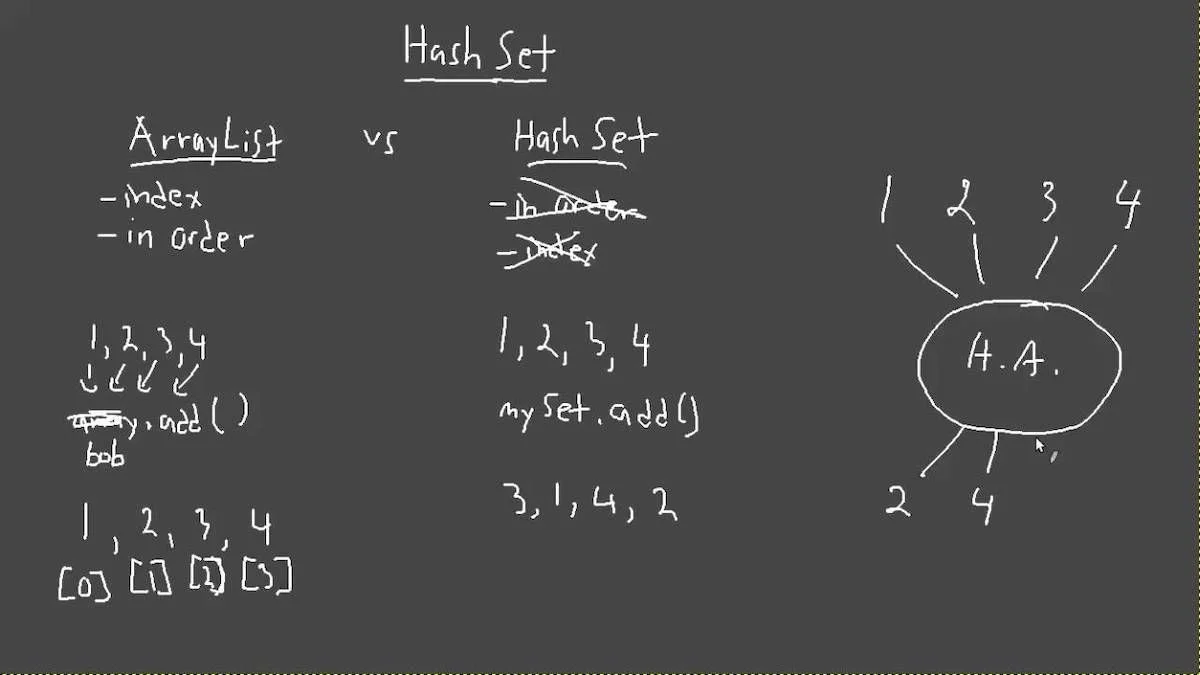 Hash Set
ArrayList vs Hash Set
- index
- in order
- in order
- index
1, 2, 3, 4
y.add()
bob
1, 2, 3, 4
[0] [1] [2] [3]
1, 2, 3, 4
mySet.add()
3, 1, 4, 2
1 2 3 4
H.A.
2 4